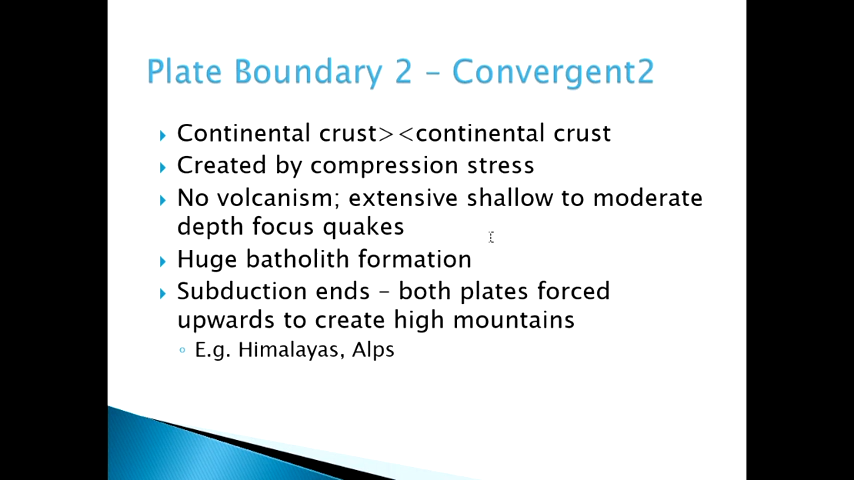 Plate Boundary 2 – Convergent2
Continental crust><continental crust
Created by compression stress
No volcanism; extensive shallow to moderate
depth focus quakes
Huge batholith formation
Subduction ends – both plates forced
upwards to create high mountains
E.g. Himalayas, Alps